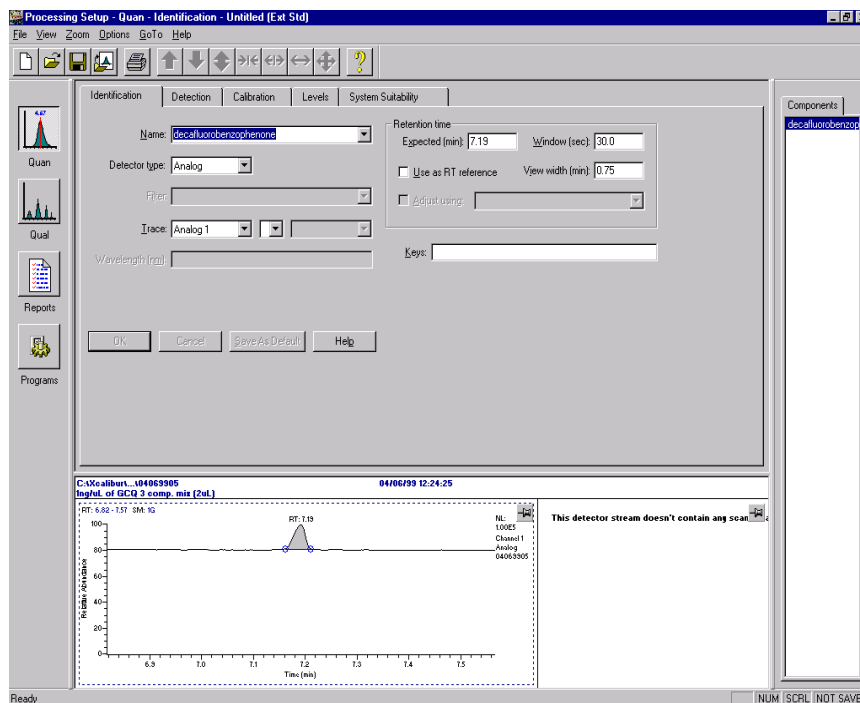 Processing Setup - Quan - Identification - Untitled (Ext Std)
File View Zoom Options GoTo Help
Identification Detection Calibration Levels System Suitability
Components
decafluorobenzop
Name: decafluorobenzophenone
Detector type: Analog
Filter
Trace: Analog 1
Wavelength (nm):
Retention time
Expected (min): 7.19 Window (sec): 30.0
Use as RT reference View width (min): 0.75
Adjust using:
Keys:
OK Cancel Save As Default Help
4.67
Quan
Qual
Reports
Programs
C:\Xcalibur\...\04069905 04/06/99 12:24:25
1ng/uL of GCQ 3 comp. mix (2uL)
RT: 6.82 - 7.57 SM: 1G
RT: 7.19
NL:
1.00E5
Channel 1
Analog
04069905
100
80
60
40
20
0
Relative Abundance
6.9 7.0 7.1 7.2 7.3 7.4 7.5
Time (min)
This detector stream doesn't contain any scan
Ready NUM SCRL NOT SAVE